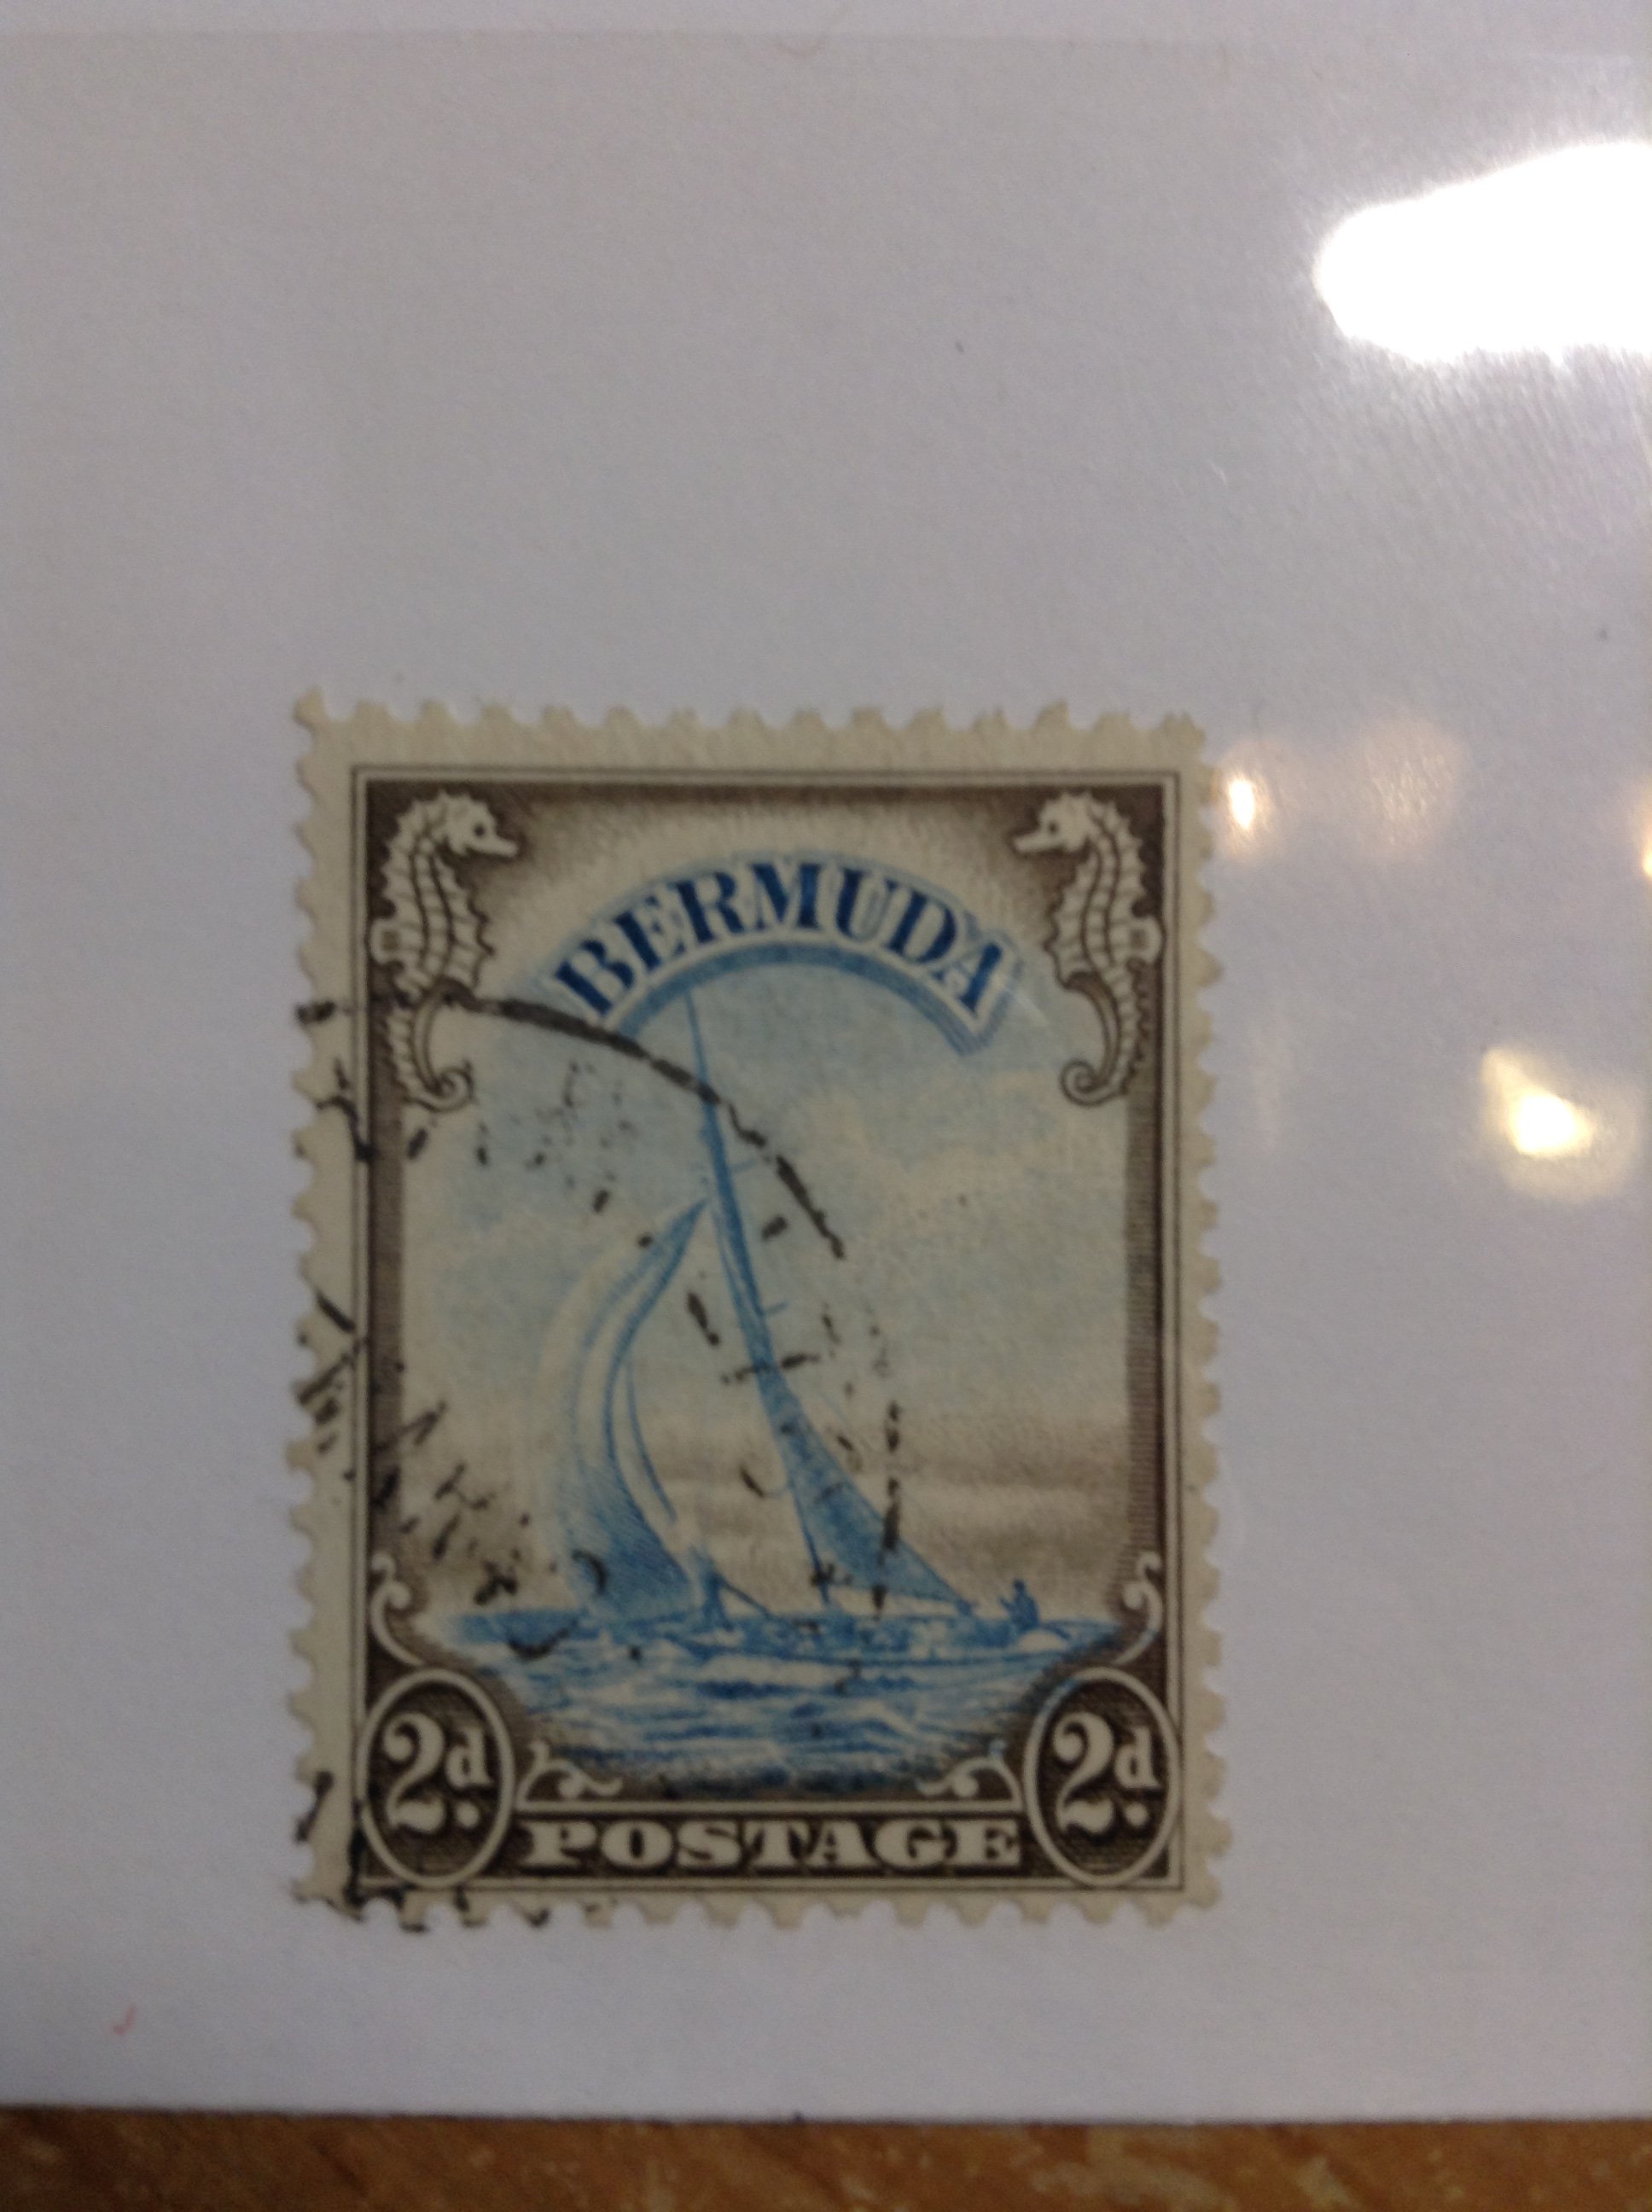 BERMUDA
2d. 2d.
POSTAGE